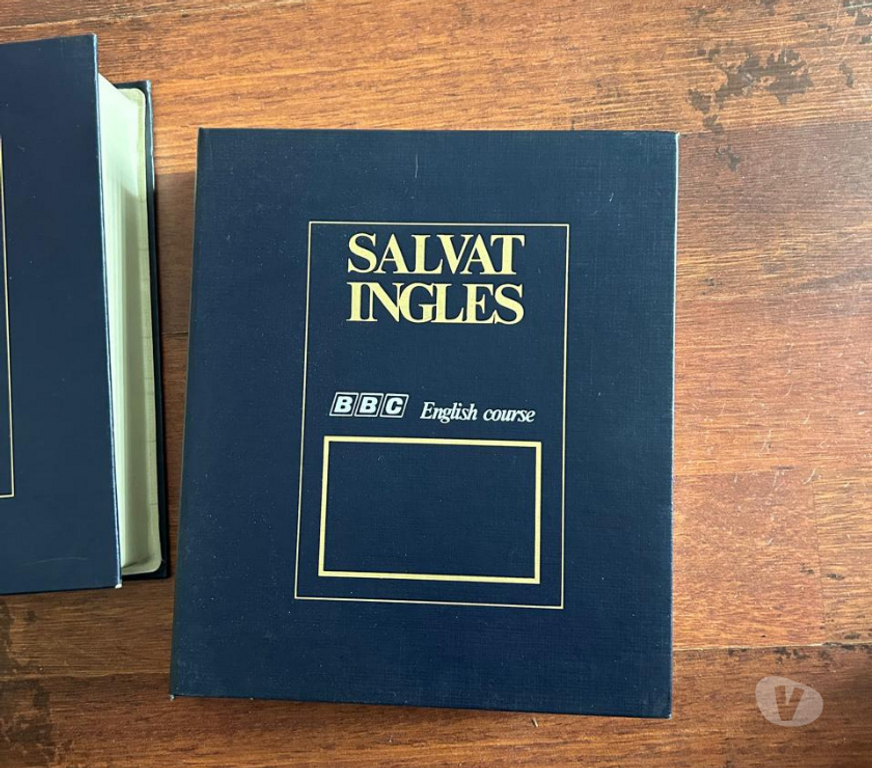 SALVAT
INGLES
BBC English course
V